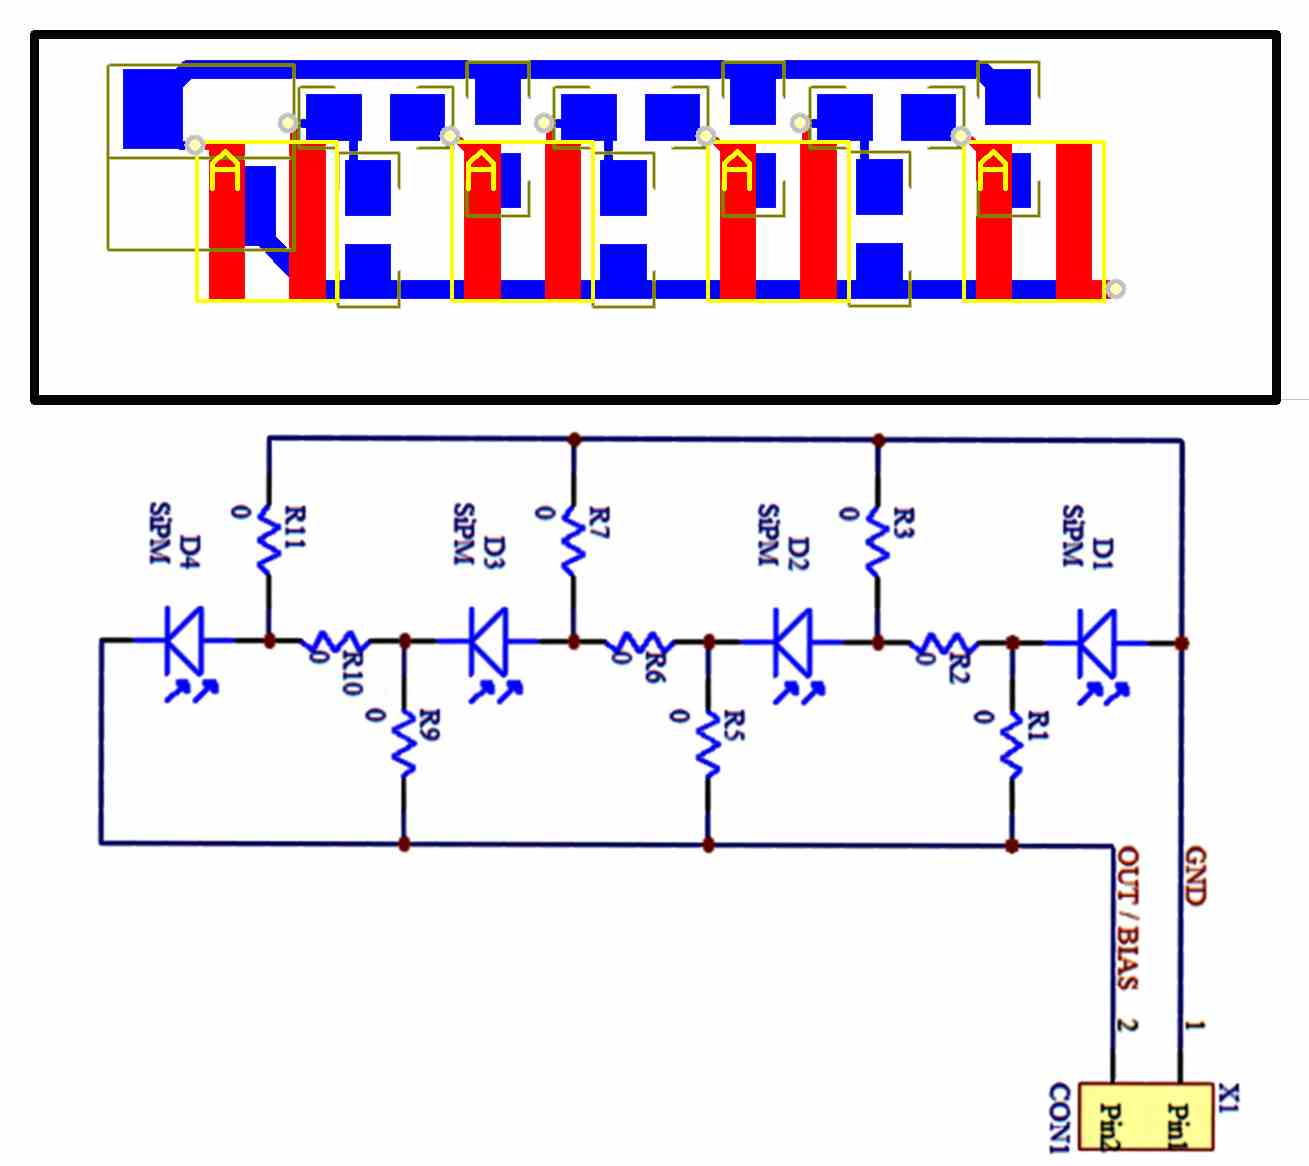 A A A A
R11
0
D4
SiPM
R7
0
D3
SiPM
R3
0
D2
SiPM
D1
SiPM
R10
0
R6
0
R2
0
R9
0
R5
0
R1
0
GND
OUT / BIAS
1
2
X1
Pin1
Pin2
CON1